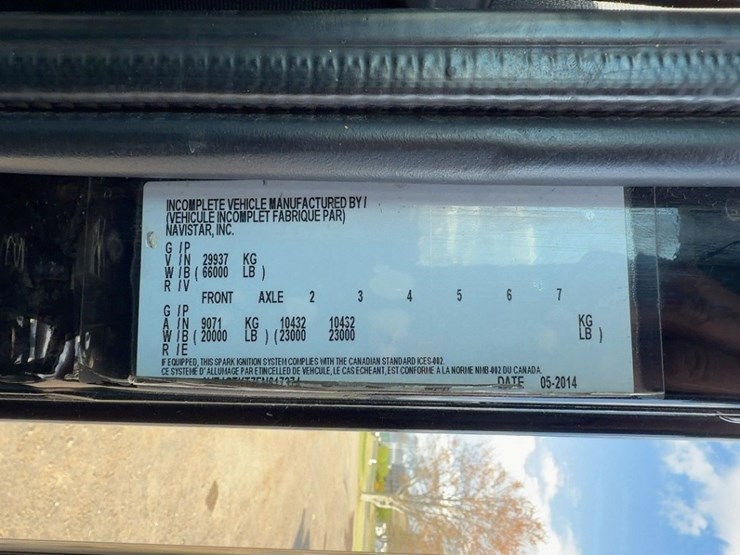 INCOMPLETE VEHICLE MANUFACTURED BY /
(VEHICULE INCOMPLET FABRIQUE PAR)
NAVISTAR, INC.
G / P
V / N 29937 KG
W / B ( 66000 LB )
R / V
FRONT AXLE 2 3 4 5 6 7
G / P
A / N 9071 KG 10432 10432 KG
W / B ( 20000 LB ) ( 23000 23000 LB )
R / E
IF EQUIPPED, THIS SPARK IGNITION SYSTEM COMPLIES WITH THE CANADIAN STANDARD ICES-002.
CE SYSTEME D' ALLUMAGE PAR ETINCELLED DE VEHCULE, LE CAS ECHEANT, EST CONFORME A LA NORME NMB-002 DU CANADA.
DATE 05-2014